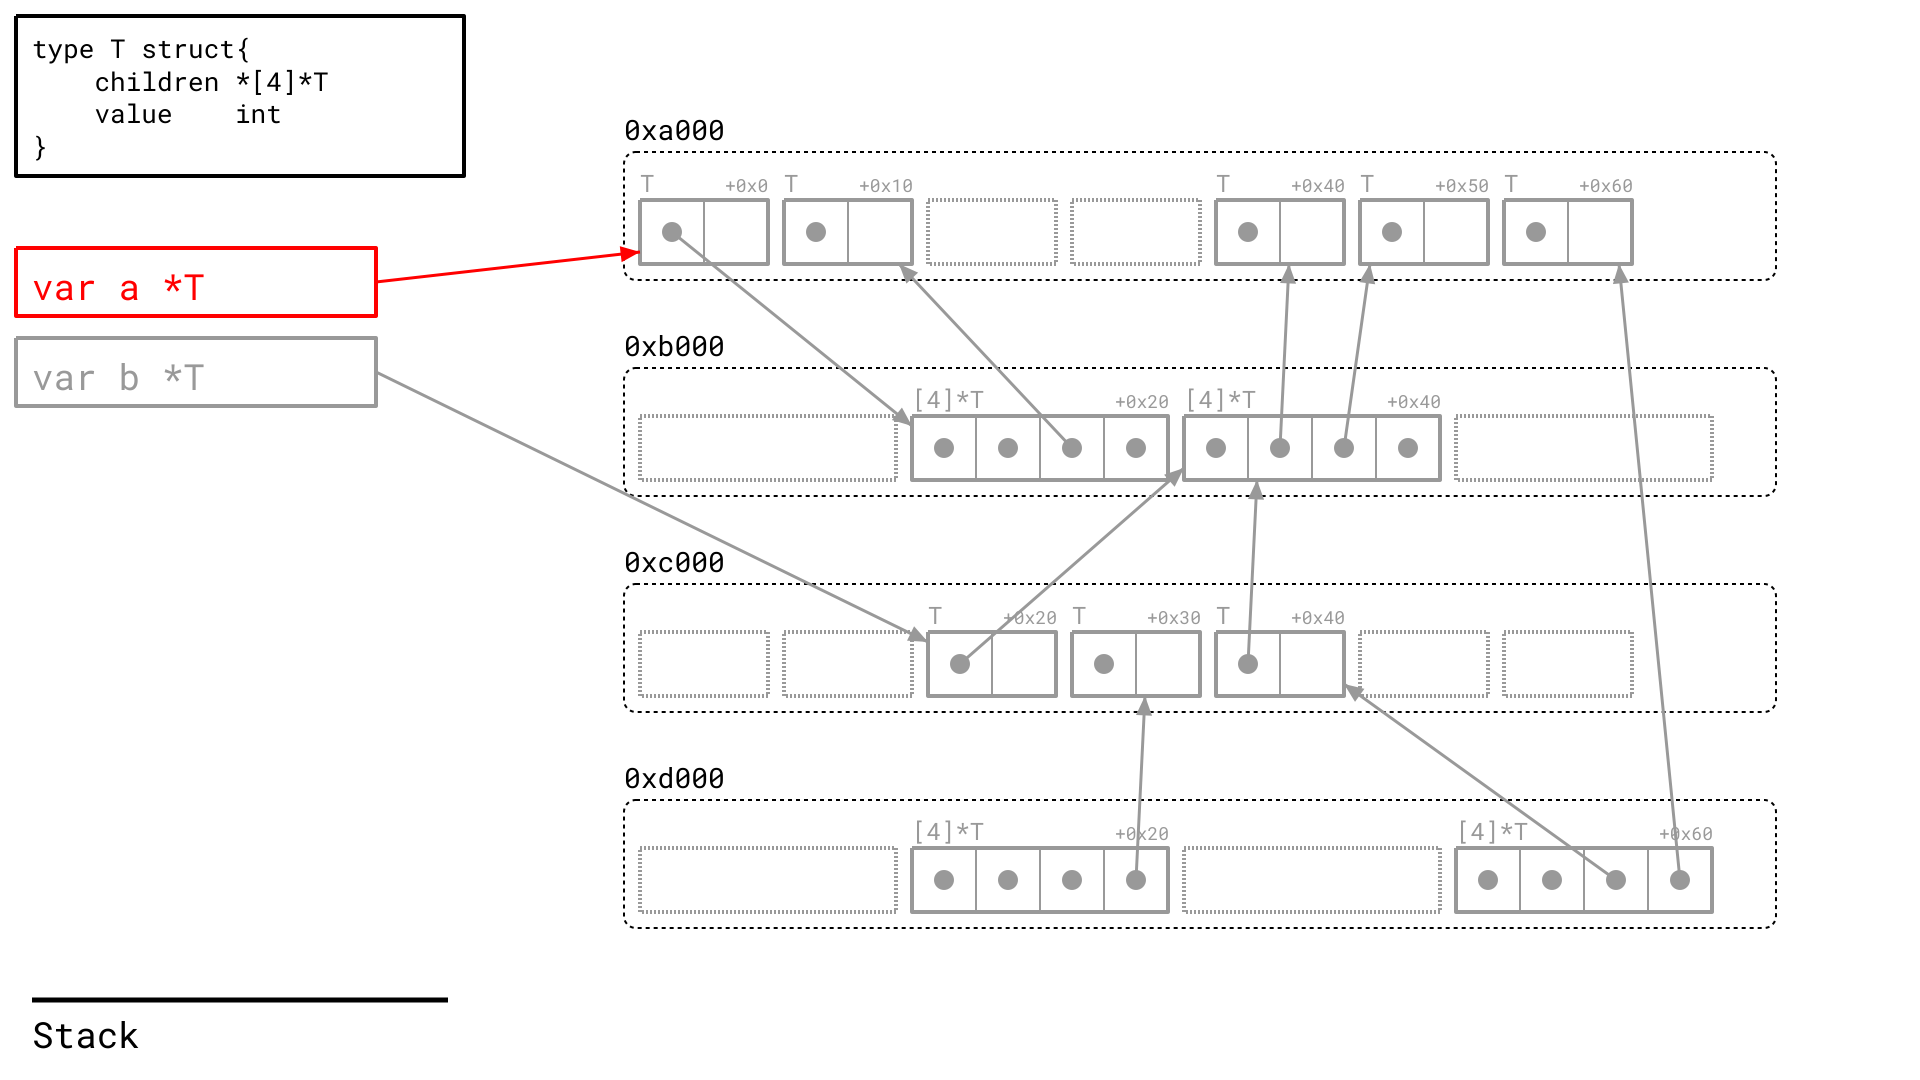 type T struct{
    children *[4]*T
    value    int
}
var a *T
var b *T
0xa000
T +0x0 T +0x10 T +0x40 T +0x50 T +0x60
0xb000
[4]*T +0x20 [4]*T +0x40
0xc000
T +0x20 T +0x30 T +0x40
0xd000
[4]*T +0x20 [4]*T +0x60
Stack